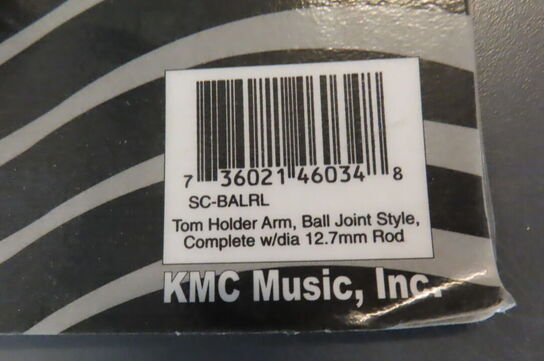 7 36021 46034 8
SC-BALRL
Tom Holder Arm, Ball Joint Style,
Complete w/dia 12.7mm Rod
KMC Music, Inc.